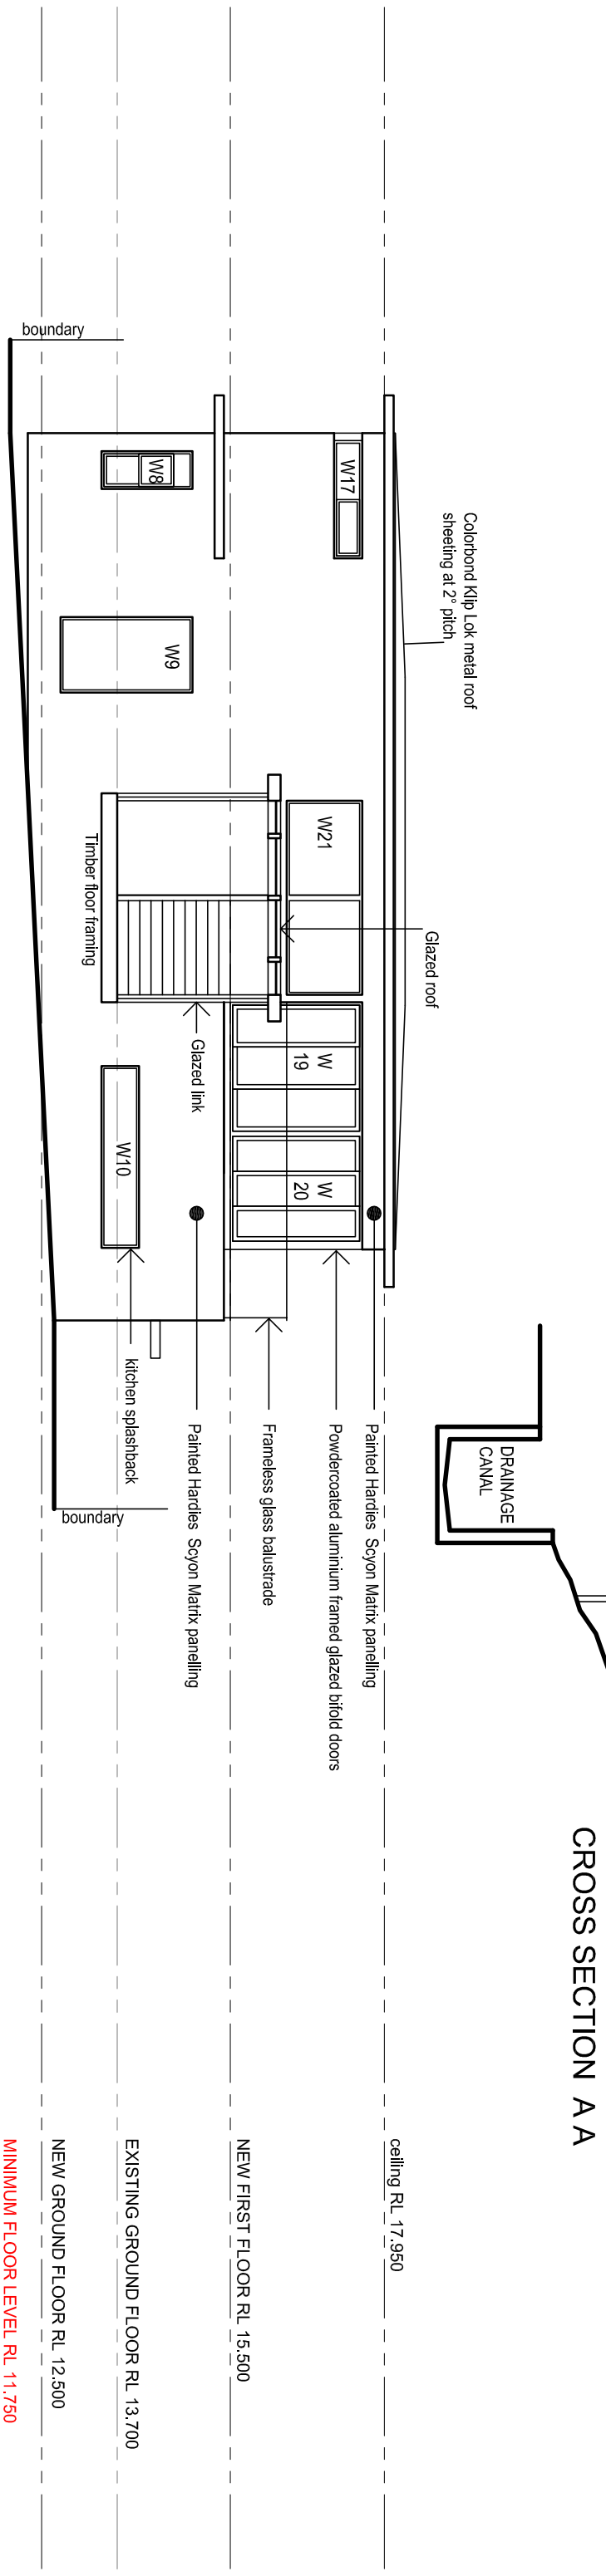 CROSS SECTION A A
DRAINAGE
CANAL
Colorbond Klip Lok metal roof
sheeting at 2° pitch
Glazed roof
ceiling RL 17.950
Painted Hardies Scyon Matrix panelling
W17
W21
Powdercoated aluminium framed glazed bifold doors
W
19
W
20
Frameless glass balustrade
NEW FIRST FLOOR RL 15.500
Glazed link
Painted Hardies Scyon Matrix panelling
W8
W9
W10
kitchen splashback
EXISTING GROUND FLOOR RL 13.700
Timber floor framing
boundary
boundary
NEW GROUND FLOOR RL 12.500
MINIMUM FLOOR LEVEL RL 11.750